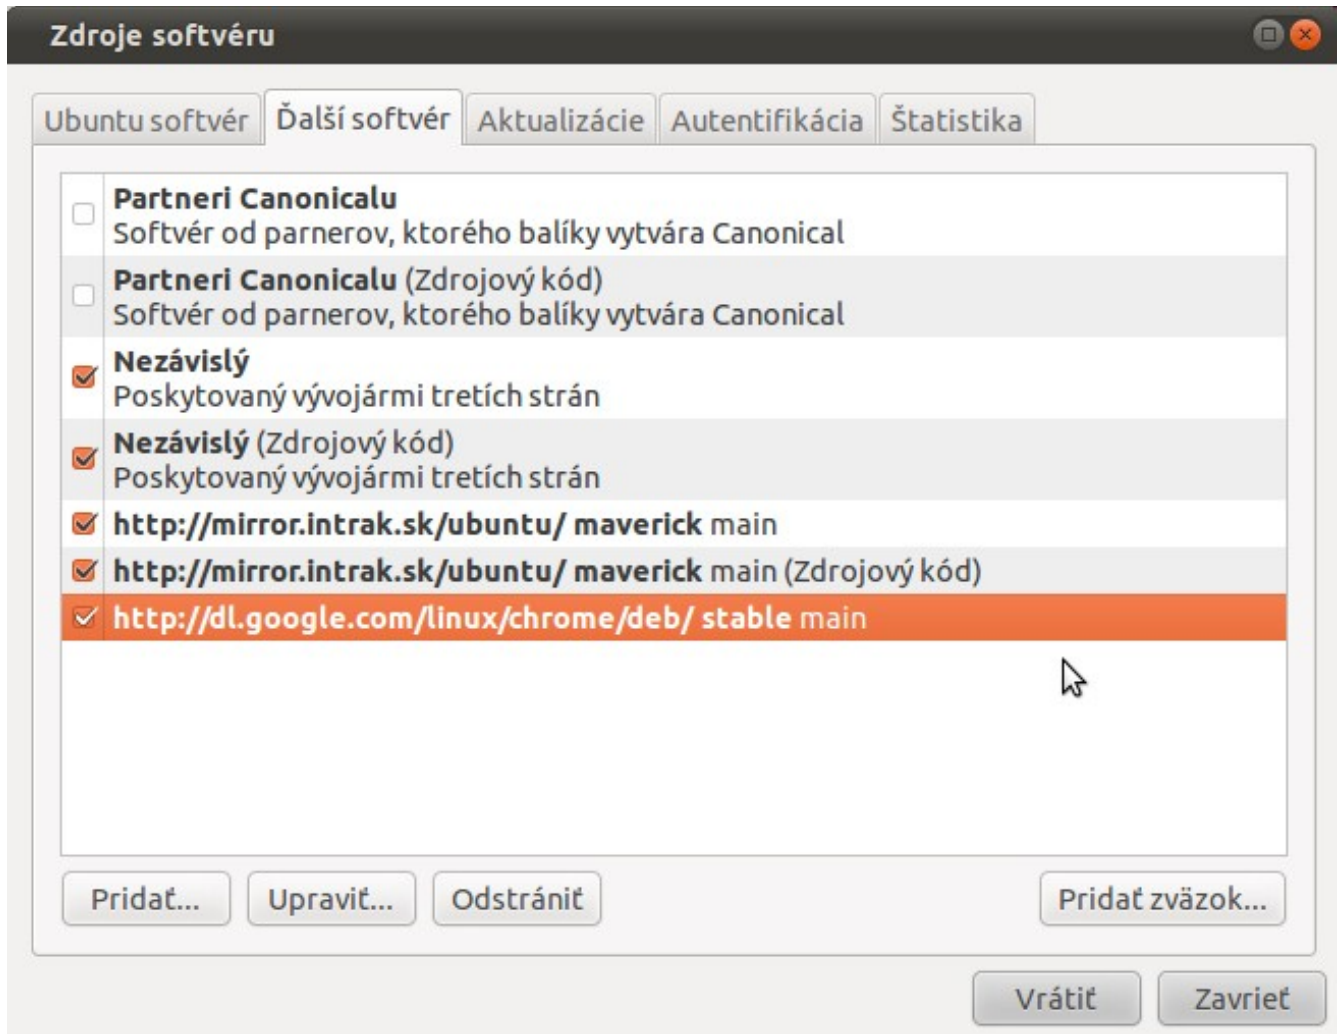 Zdroje softvéru
Ubuntu softvér Ďalší softvér Aktualizácie Autentifikácia Štatistika
Partneri Canonicalu
Softvér od parnerov, ktorého balíky vytvára Canonical
Partneri Canonicalu (Zdrojový kód)
Softvér od parnerov, ktorého balíky vytvára Canonical
Nezávislý
Poskytovaný vývojármi tretích strán
Nezávislý (Zdrojový kód)
Poskytovaný vývojármi tretích strán
http://mirror.intrak.sk/ubuntu/ maverick main
http://mirror.intrak.sk/ubuntu/ maverick main (Zdrojový kód)
http://dl.google.com/linux/chrome/deb/ stable main
Pridať... Upraviť... Odstrániť Pridať zväzok...
Vrátiť Zavrieť